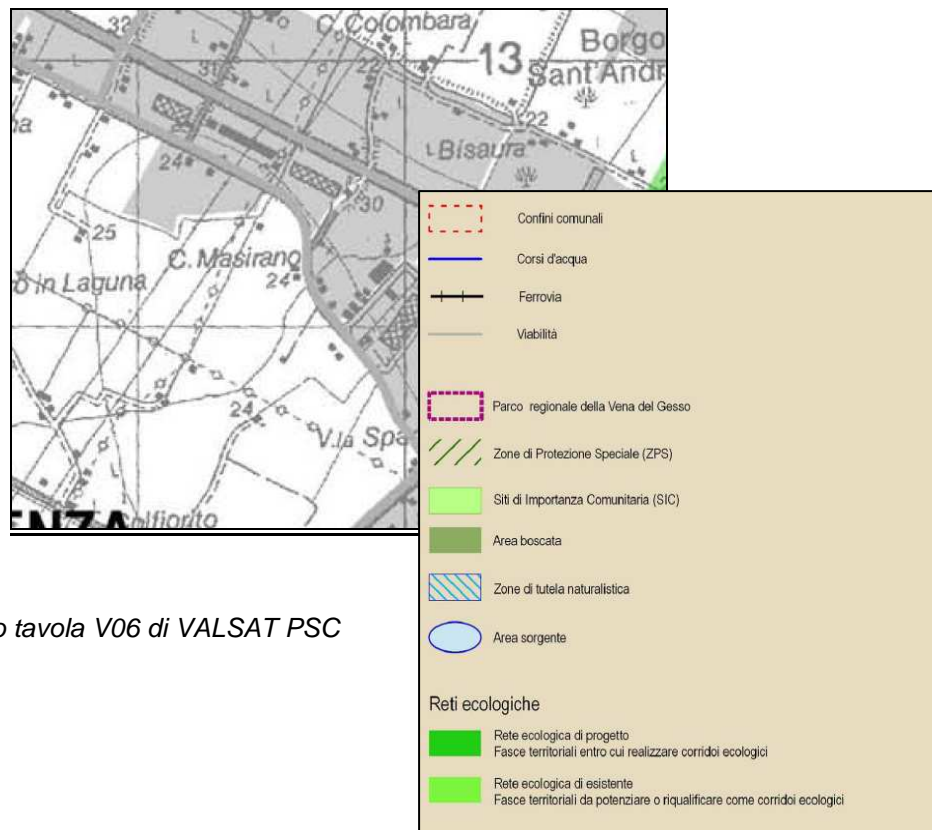 C. Colombara
32
13
Borgo
Sant'Andr
31
22
22
L
Bisaura
24
30
25
C. Masirano
24
o in Laguna
24
V.la Spa
ENZA
lfiorito
o tavola V06 di VALSAT PSC
Confini comunali
Corsi d'acqua
Ferrovia
Viabilità
Parco regionale della Vena del Gesso
Zone di Protezione Speciale (ZPS)
Siti di Importanza Comunitaria (SIC)
Area boscata
Zone di tutela naturalistica
Area sorgente
Reti ecologiche
Rete ecologica di progetto
Fasce territoriali entro cui realizzare corridoi ecologici
Rete ecologica di esistente
Fasce territoriali da potenziare o riqualificare come corridoi ecologici